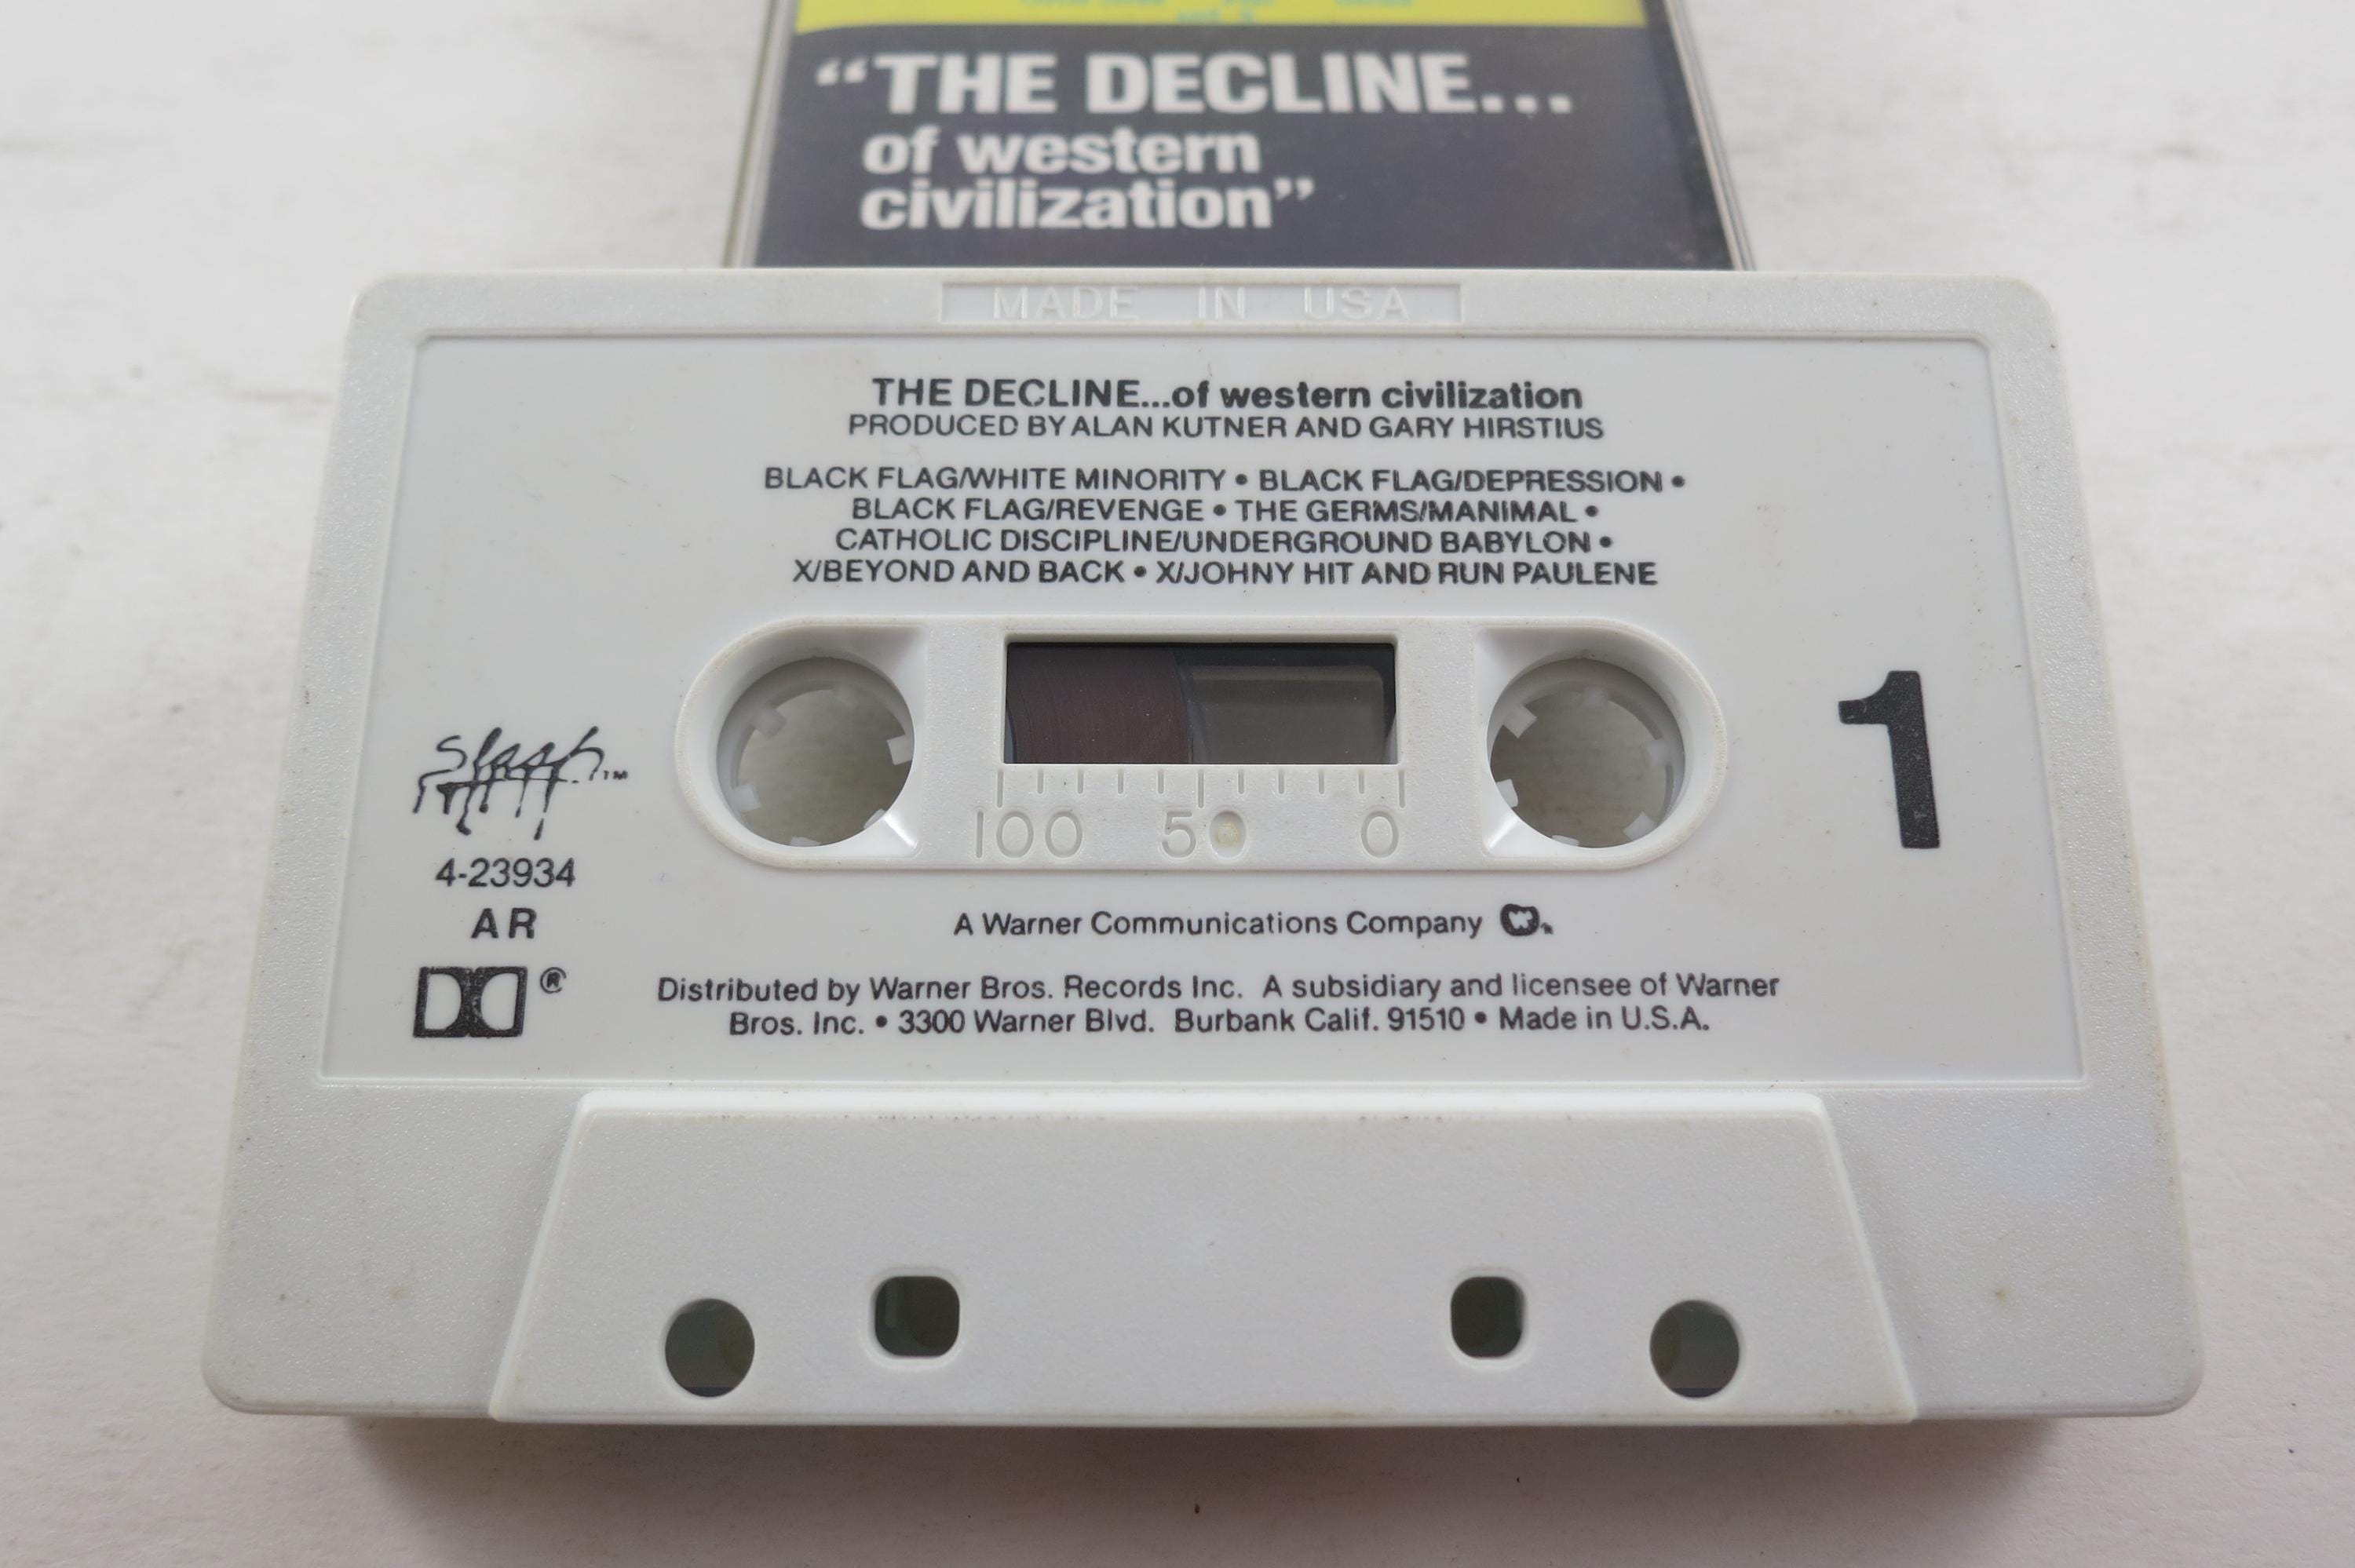 “THE DECLINE...
of western
civilization”
MADE IN USA
THE DECLINE...of western civilization
PRODUCED BY ALAN KUTNER AND GARY HIRSTIUS
BLACK FLAG/WHITE MINORITY • BLACK FLAG/DEPRESSION •
BLACK FLAG/REVENGE • THE GERMS/MANIMAL •
CATHOLIC DISCIPLINE/UNDERGROUND BABYLON •
X/BEYOND AND BACK • X/JOHNY HIT AND RUN PAULENE
1
slash™
100 50 0
4-23934
AR
®
A Warner Communications Company
Distributed by Warner Bros. Records Inc. A subsidiary and licensee of Warner
Bros. Inc. • 3300 Warner Blvd. Burbank Calif. 91510 • Made in U.S.A.